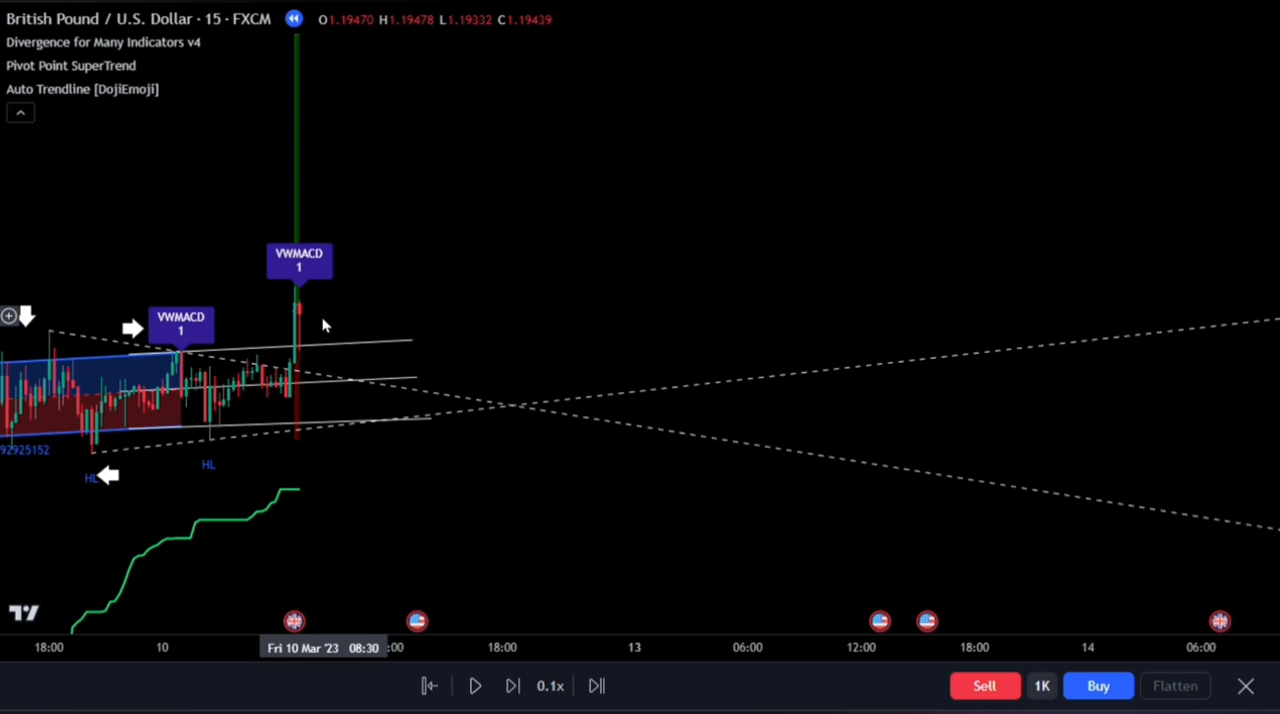 British Pound / U.S. Dollar · 15 · FXCM O1.19470 H1.19478 L1.19332 C1.19439
Divergence for Many Indicators v4
Pivot Point SuperTrend
Auto Trendline [DojiEmoji]
VWMACD
1
VWMACD
1
92925152
HL
HL
18:00 10 Fri 10 Mar '23 08:30 :00 18:00 13 06:00 12:00 18:00 14 06:00
0.1x Sell 1K Buy Flatten